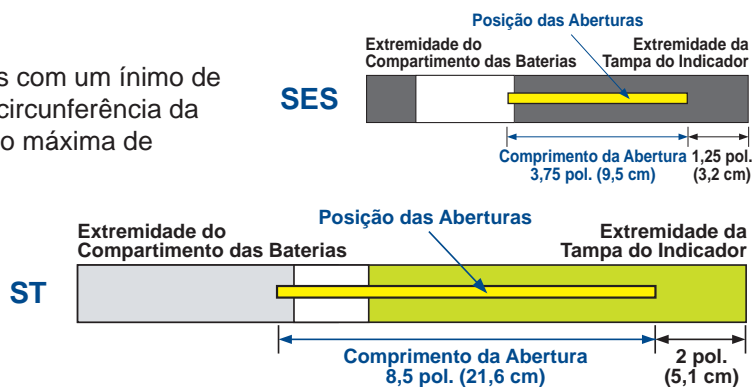 s com um ínimo de
circunferência da
o máxima de
Posição das Aberturas
Extremidade do
Compartimento das Baterias
Extremidade da
Tampa do Indicador
SES
Comprimento da Abertura
3,75 pol. (9,5 cm)
1,25 pol.
(3,2 cm)
Posição das Aberturas
Extremidade do
Compartimento das Baterias
Extremidade da
Tampa do Indicador
ST
Comprimento da Abertura
8,5 pol. (21,6 cm)
2 pol.
(5,1 cm)